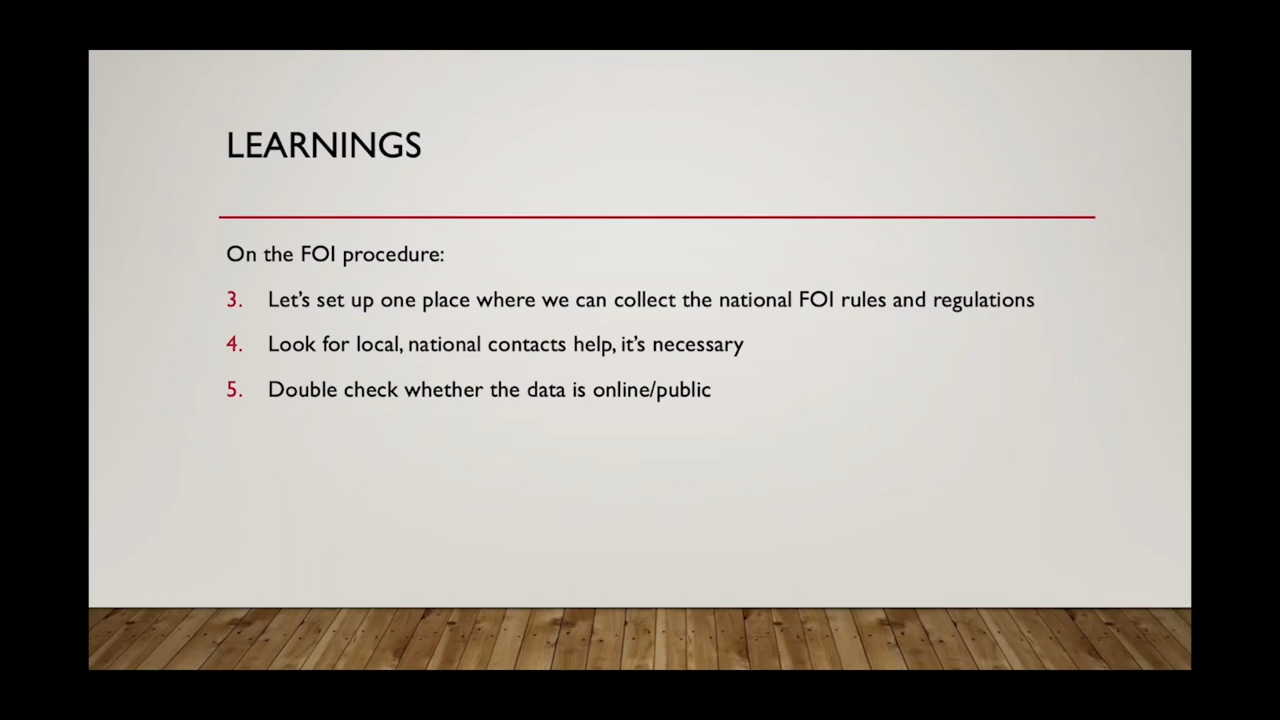 LEARNINGS
On the FOI procedure:
3. Let's set up one place where we can collect the national FOI rules and regulations
4. Look for local, national contacts help, it's necessary
5. Double check whether the data is online/public